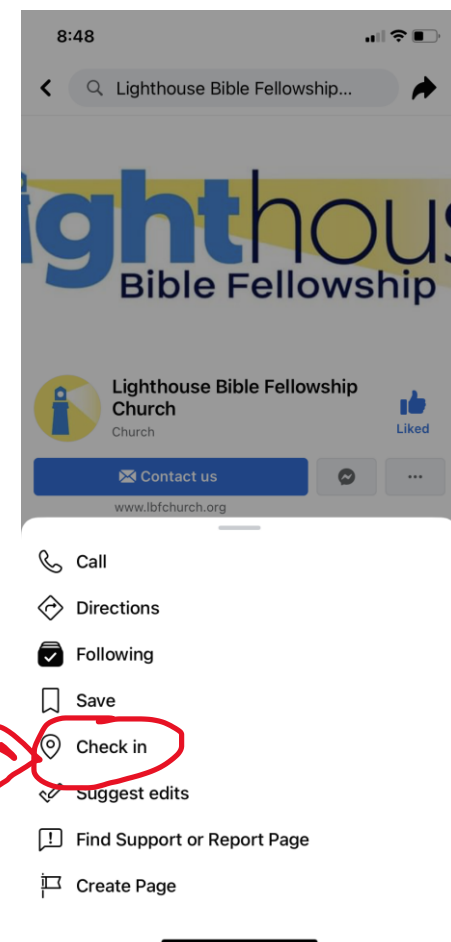 8:48
Lighthouse Bible Fellowship...
ighthous
Bible Fellowship
Lighthouse Bible Fellowship
Church
Church
Liked
Contact us
www.lbfchurch.org
Call
Directions
Following
Save
Check in
Suggest edits
Find Support or Report Page
Create Page